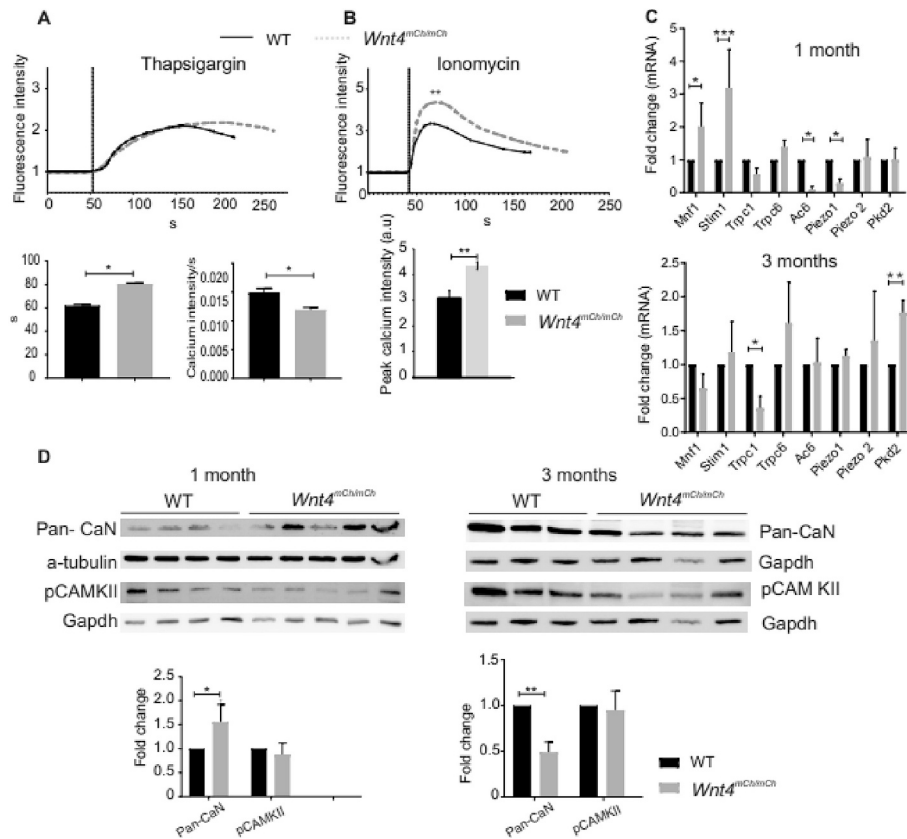 A
B
C
WT
Wnt4mCh/mCh
Thapsigargin
Fluorescence intensity
3
2
1
0 50 100 150 200 250
s
Ionomycin
Fluorescence intensity
5
3
1
**
0 50 100 150 200 250
s
1 month
Fold change (mRNA)
5
4
3
2
1
0
* *** * *
Mnf1 Stim1 Trpc1 Trpc6 Ac6 Piezo1 Piezo 2 Pkd2
100
80
60
40
20
0
s
*
Calcium intensity/s
0.020
0.015
0.010
0.005
0.000
*
Peak calcium intensity (a.u)
5
4
3
2
1
0
**
WT
Wnt4mCh/mCh
3 months
Fold change (mRNA)
2.5
2.0
1.5
1.0
0.5
0.0
* **
Mnf1 Stim1 Trpc1 Trpc6 Ac6 Piezo1 Piezo 2 Pkd2
D
1 month
WT Wnt4mCh/mCh
Pan- CaN
a-tubulin
pCAMKII
Gapdh
3 months
WT Wnt4mCh/mCh
Pan-CaN
Gapdh
pCAM KII
Gapdh
Fold change
2.5
2.0
1.5
1.0
0.5
0
*
Pan-CaN pCAMKII
Fold change
1.5
1.0
0.5
0
**
Pan-CaN pCAMKII
WT
Wnt4mCh/mCh